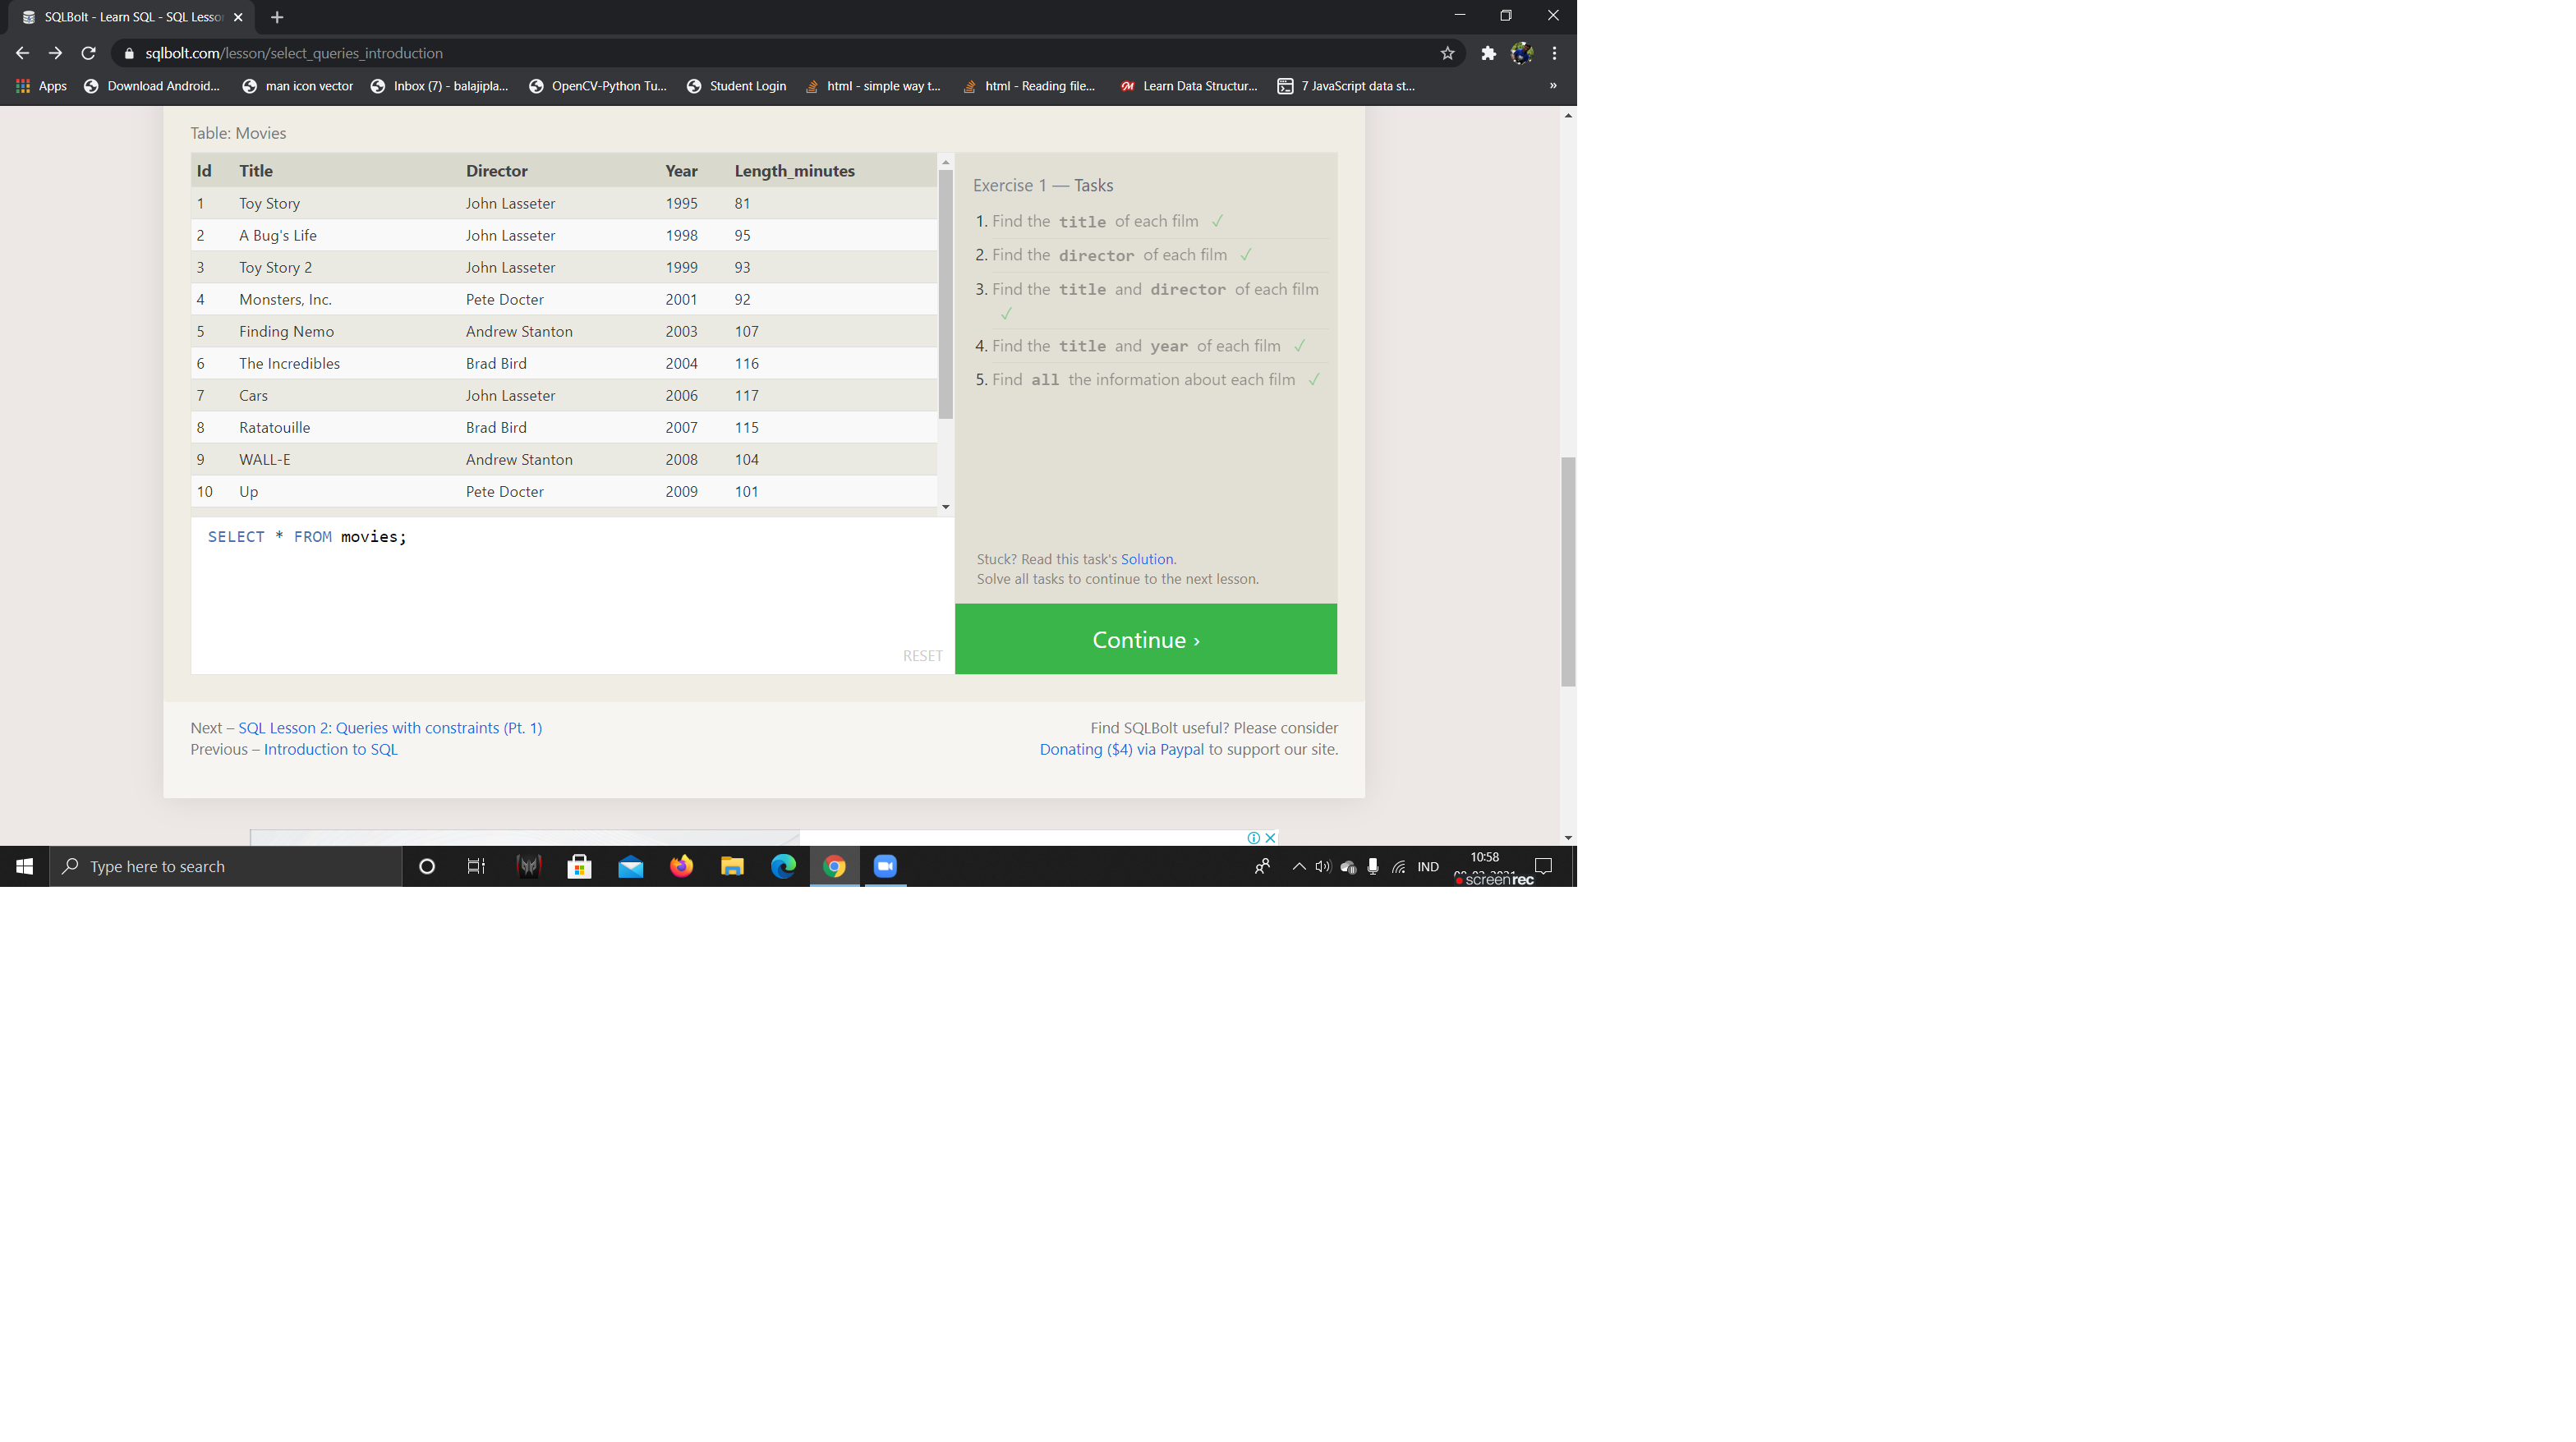 SQLBolt - Learn SQL - SQL Lesso
sqlbolt.com/lesson/select_queries_introduction
Apps Download Android... man icon vector Inbox (7) - balajipla... OpenCV-Python Tu... Student Login html - simple way t... html - Reading file... Learn Data Structur... 7 JavaScript data st... »
Table: Movies
Id Title Director Year Length_minutes
1 Toy Story John Lasseter 1995 81
2 A Bug's Life John Lasseter 1998 95
3 Toy Story 2 John Lasseter 1999 93
4 Monsters, Inc. Pete Docter 2001 92
5 Finding Nemo Andrew Stanton 2003 107
6 The Incredibles Brad Bird 2004 116
7 Cars John Lasseter 2006 117
8 Ratatouille Brad Bird 2007 115
9 WALL-E Andrew Stanton 2008 104
10 Up Pete Docter 2009 101
SELECT * FROM movies;
RESET
Exercise 1 — Tasks
1. Find the title of each film ✓
2. Find the director of each film ✓
3. Find the title and director of each film
✓
4. Find the title and year of each film ✓
5. Find all the information about each film ✓
Stuck? Read this task's Solution.
Solve all tasks to continue to the next lesson.
Continue ›
Next – SQL Lesson 2: Queries with constraints (Pt. 1)
Previous – Introduction to SQL
Find SQLBolt useful? Please consider
Donating ($4) via Paypal to support our site.
Type here to search
IND
10:58
screenrec